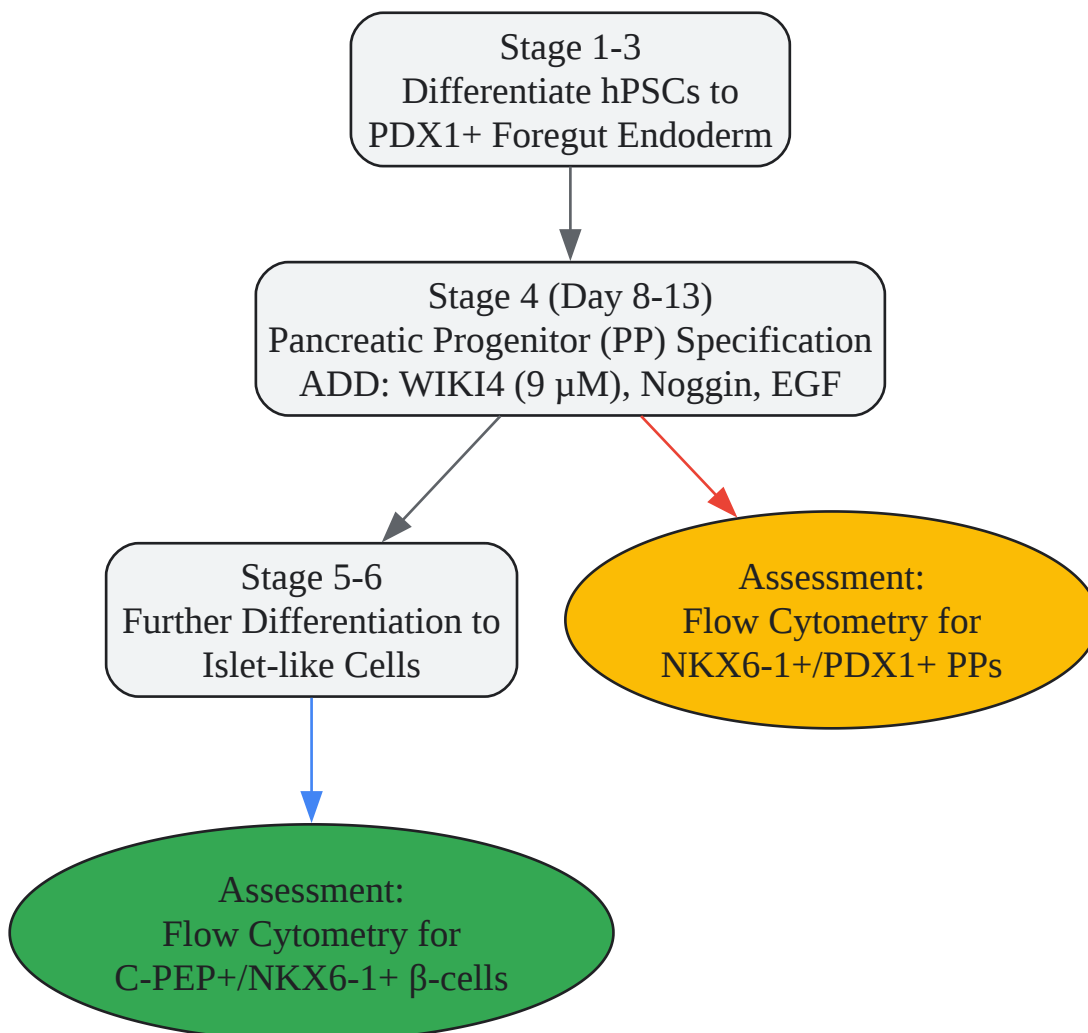 Stage 1-3
Differentiate hPSCs to
PDX1+ Foregut Endoderm
Stage 4 (Day 8-13)
Pancreatic Progenitor (PP) Specification
ADD: WIKI4 (9 µM), Noggin, EGF
Stage 5-6
Further Differentiation to
Islet-like Cells
Assessment:
Flow Cytometry for
NKX6-1+/PDX1+ PPs
Assessment:
Flow Cytometry for
C-PEP+/NKX6-1+ β-cells